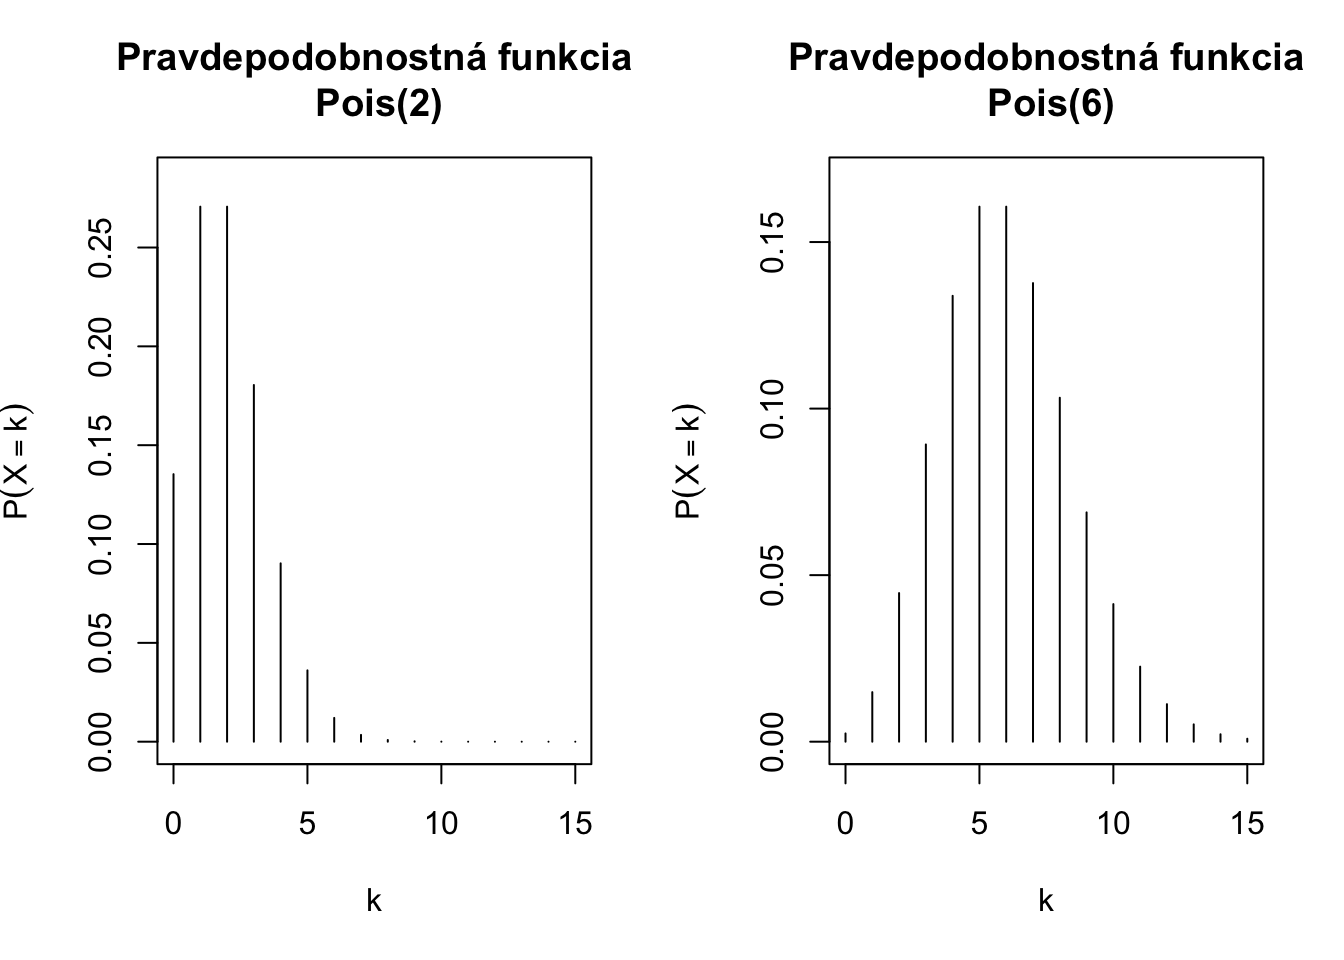 Pravdepodobnostná funkcia
Pois(2)
P(X = k)
0.25
0.20
0.15
0.10
0.05
0.00
0 5 10 15
k
Pravdepodobnostná funkcia
Pois(6)
P(X = k)
0.15
0.10
0.05
0.00
0 5 10 15
k